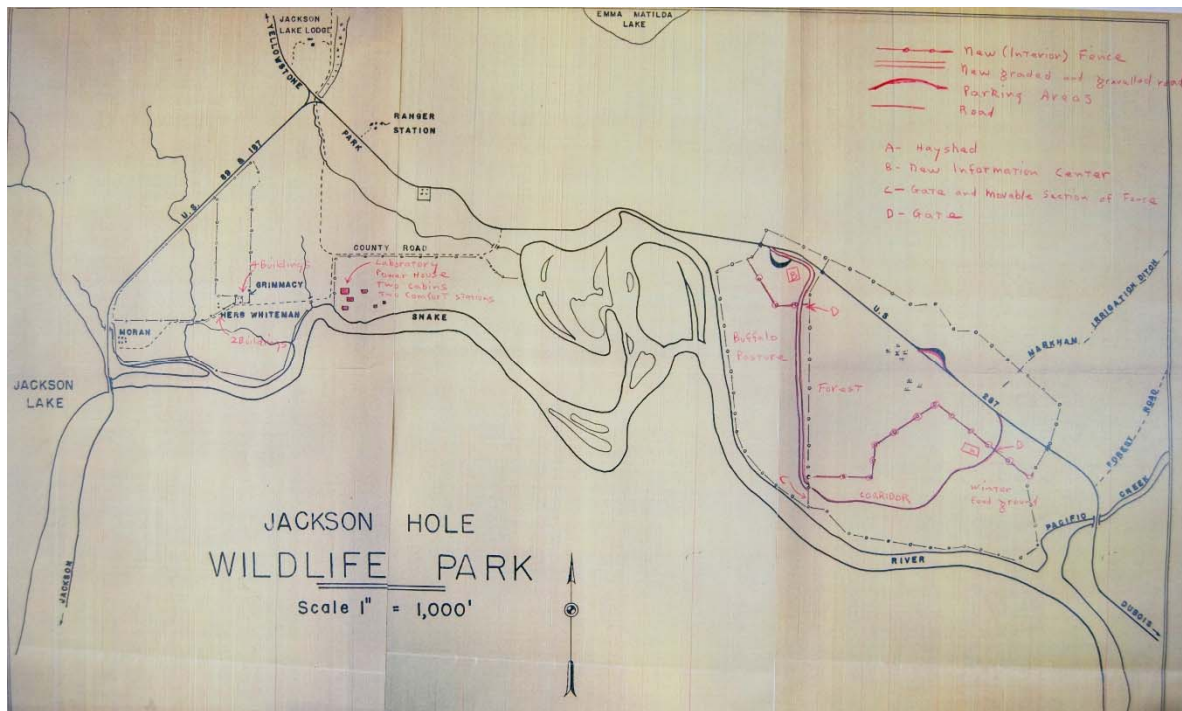 EMMA MATILDA
LAKE
JACKSON
LAKE LODGE
YELLOWSTONE
PARK
RANGER
STATION
U.S. 89 & 187
COUNTY ROAD
4 Buildings
GRIMMACY
HERB WHITEMAN
2 Buildings
MORAN
Laboratory
Power House
Two Cabins
Two Comfort stations
SNAKE
RIVER
JACKSON
LAKE
JACKSON
New (Interior) Fence
New graded and gravelled road
Parking Areas
Road
A- Hayshed
B- New Information Center
C- Gate and Movable Section of Fence
D- Gate
B
D
Buffalo
Pasture
Forest
U.S
287
MARKHAM IRRIGATION DITCH
FOREST ROAD
A
D
C
CORRIDOR
Winter
feed ground
PACIFIC CREEK
DUBOIS
JACKSON HOLE
WILDLIFE PARK
Scale 1" = 1,000'